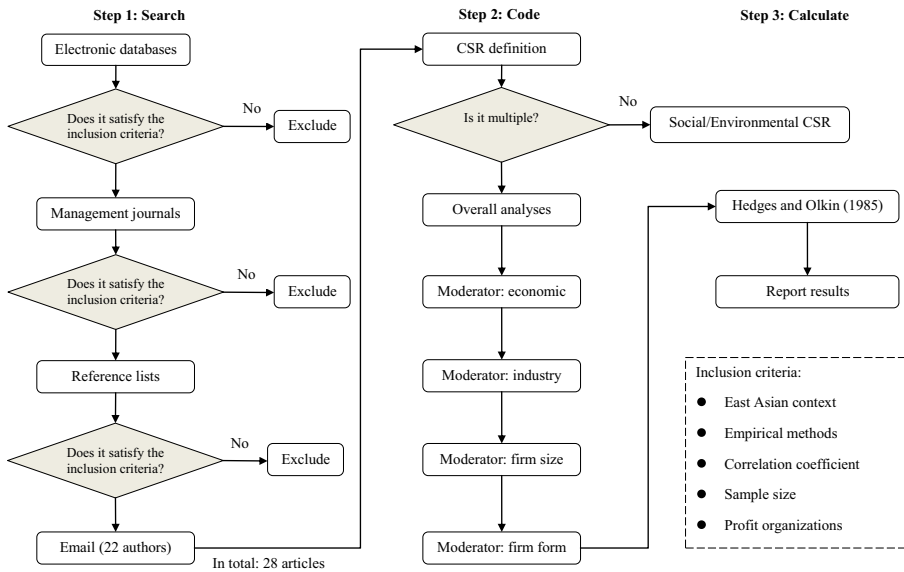 Step 1: Search
Electronic databases
Does it satisfy the
inclusion criteria?
No
Exclude
Management journals
Does it satisfy the
inclusion criteria?
No
Exclude
Reference lists
Does it satisfy the
inclusion criteria?
No
Exclude
Email (22 authors)
In total: 28 articles
Step 2: Code
CSR definition
Is it multiple?
No
Social/Environmental CSR
Overall analyses
Moderator: economic
Moderator: industry
Moderator: firm size
Moderator: firm form
Step 3: Calculate
Hedges and Olkin (1985)
Report results
Inclusion criteria:
● East Asian context
● Empirical methods
● Correlation coefficient
● Sample size
● Profit organizations